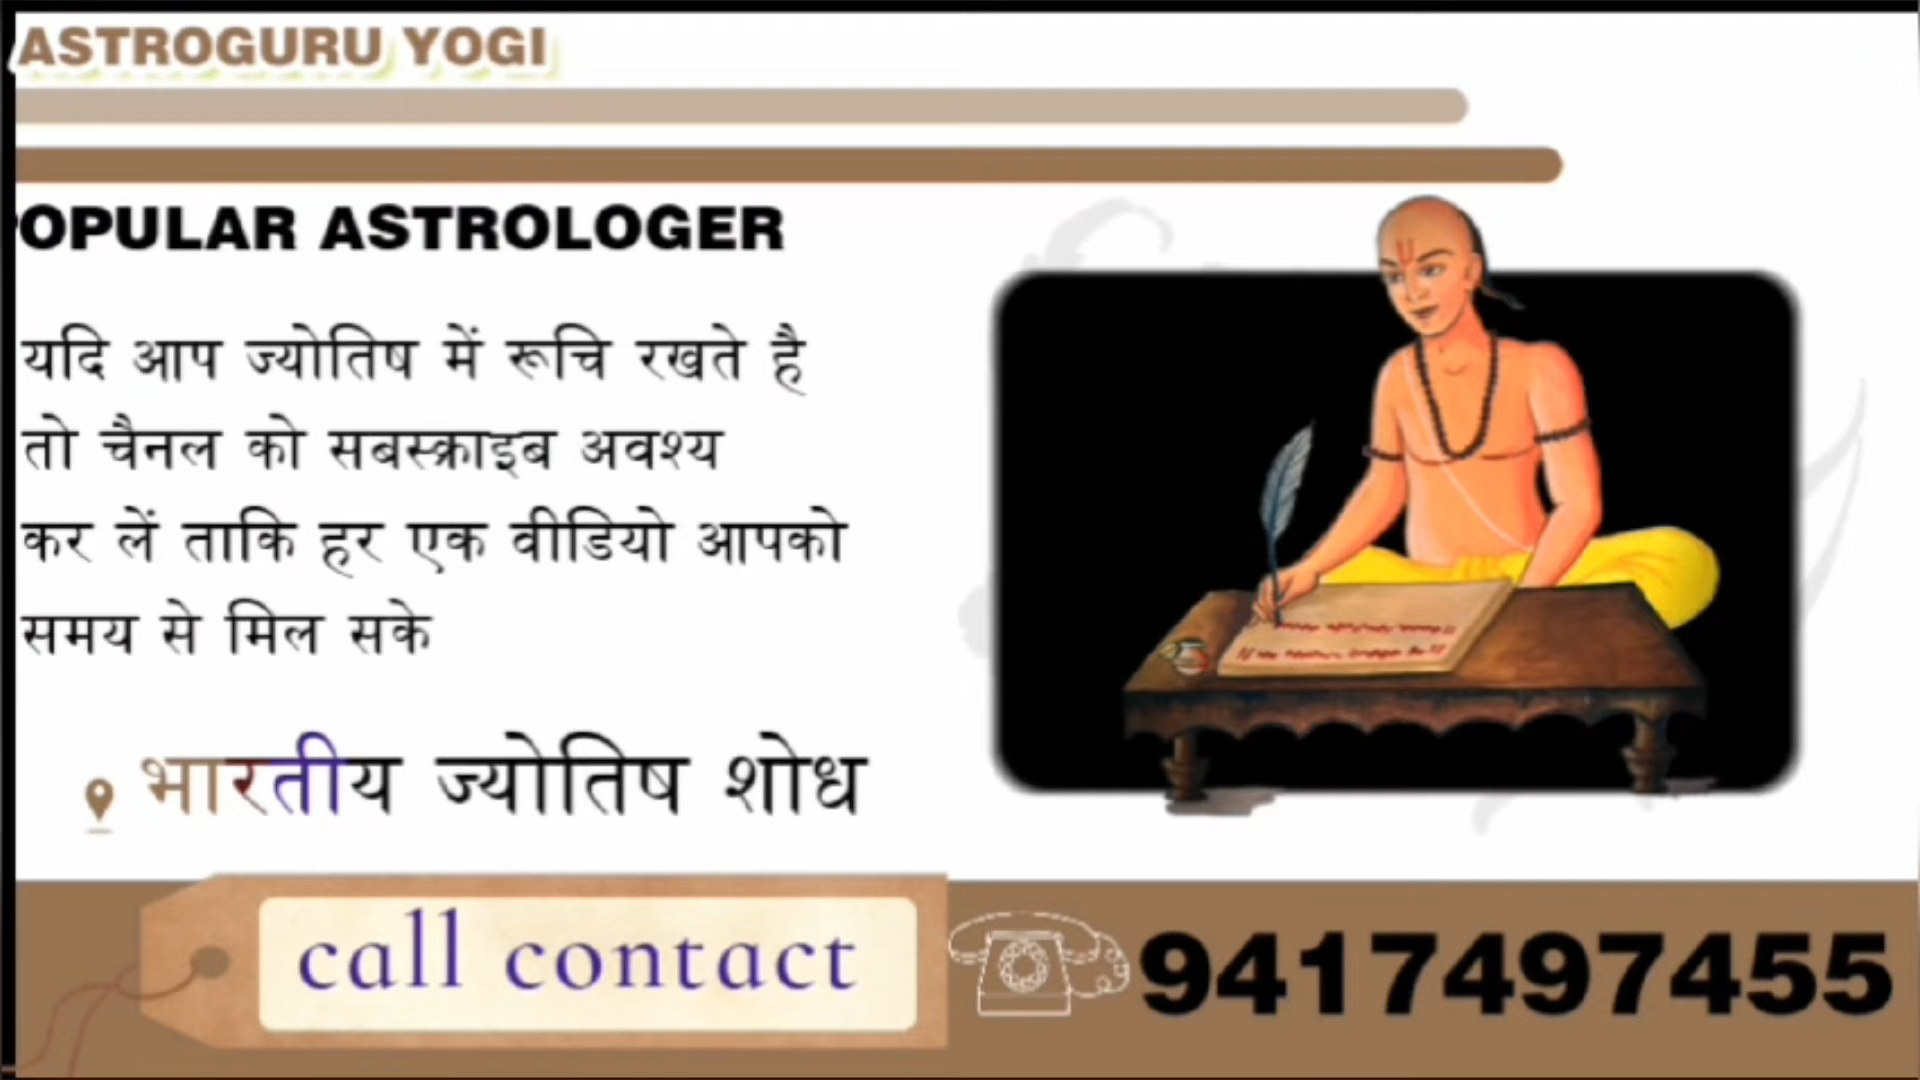 ASTROGURU YOGI
OPULAR ASTROLOGER
यदि आप ज्योतिष में रूचि रखते है
तो चैनल को सबस्क्राइब अवश्य
कर लें ताकि हर एक वीडियो आपको
समय से मिल सके
भारतीय ज्योतिष शोध
call contact
9417497455